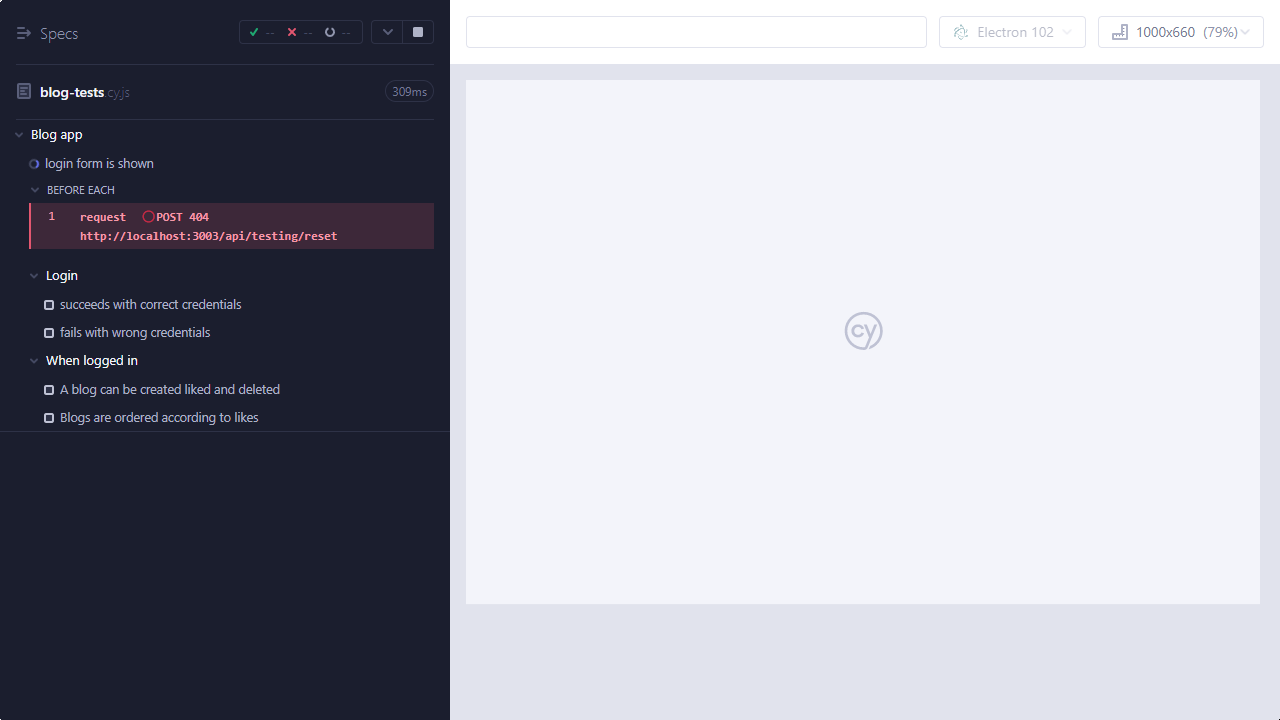 Specs
-- -- --
Electron 102
1000x660 (79%)
blog-tests.cy.js
309ms
Blog app
login form is shown
BEFORE EACH
1 request POST 404
http://localhost:3003/api/testing/reset
Login
succeeds with correct credentials
fails with wrong credentials
When logged in
A blog can be created liked and deleted
Blogs are ordered according to likes
cy